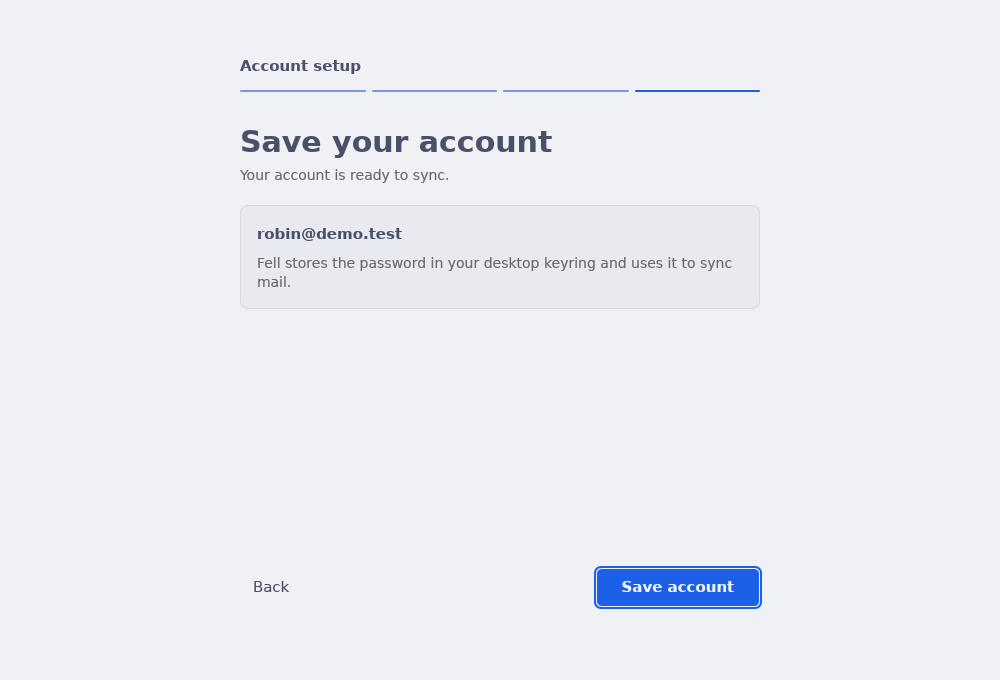 Account setup
Save your account
Your account is ready to sync.
robin@demo.test
Fell stores the password in your desktop keyring and uses it to sync
mail.
Back
Save account